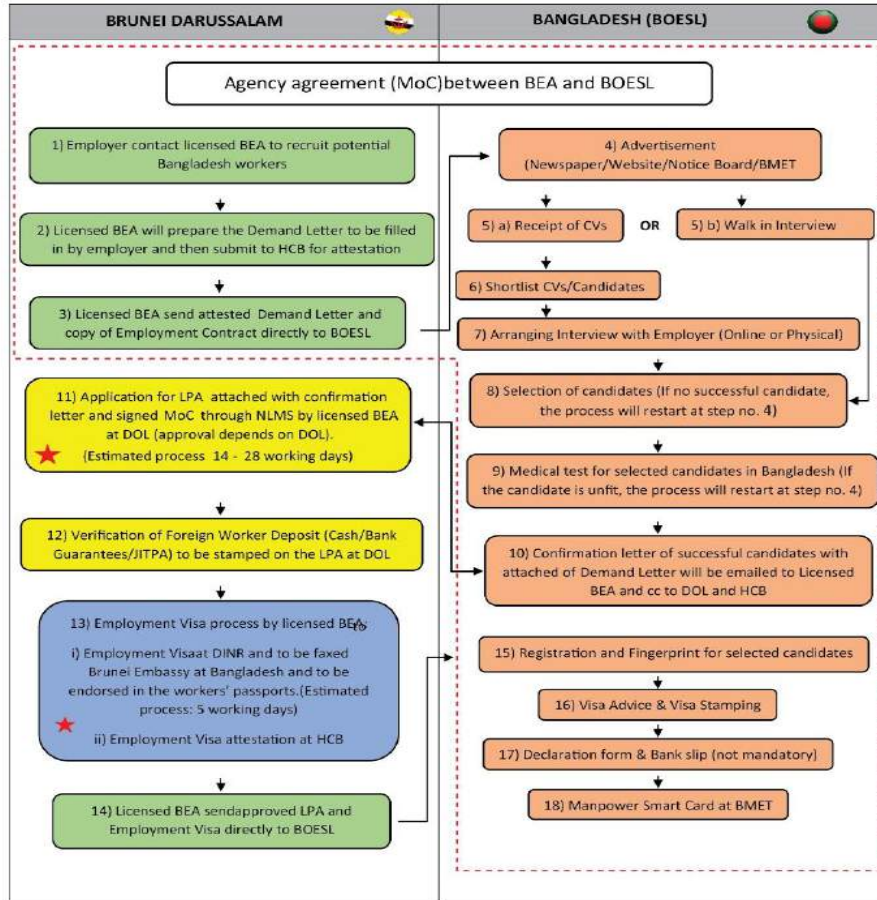 BRUNEI DARUSSALAM
BANGLADESH (BOESL)
Agency agreement (MoC)between BEA and BOESL
1) Employer contact licensed BEA to recruit potential
Bangladesh workers
2) Licensed BEA will prepare the Demand Letter to be filled
in by employer and then submit to HCB for attestation
3) Licensed BEA send attested Demand Letter and
copy of Employment Contract directly to BOESL
4) Advertisement
(Newspaper/Website/Notice Board/BMET
5) a) Receipt of CVs
OR
5) b) Walk in Interview
6) Shortlist CVs/Candidates
7) Arranging Interview with Employer (Online or Physical)
8) Selection of candidates (If no successful candidate,
the process will restart at step no. 4)
9) Medical test for selected candidates in Bangladesh (If
the candidate is unfit, the process will restart at step no. 4)
10) Confirmation letter of successful candidates with
attached of Demand Letter will be emailed to Licensed
BEA and cc to DOL and HCB
11) Application for LPA attached with confirmation
letter and signed MoC through NLMS by licensed BEA
at DOL (approval depends on DOL).
(Estimated process 14 - 28 working days)
12) Verification of Foreign Worker Deposit (Cash/Bank
Guarantees/JITPA) to be stamped on the LPA at DOL
13) Employment Visa process by licensed BEA:
to
i) Employment Visaat DINR and to be faxed
Brunei Embassy at Bangladesh and to be
endorsed in the workers' passports.(Estimated
process: 5 working days)
ii) Employment Visa attestation at HCB
14) Licensed BEA sendapproved LPA and
Employment Visa directly to BOESL
15) Registration and Fingerprint for selected candidates
16) Visa Advice & Visa Stamping
17) Declaration form & Bank slip (not mandatory)
18) Manpower Smart Card at BMET